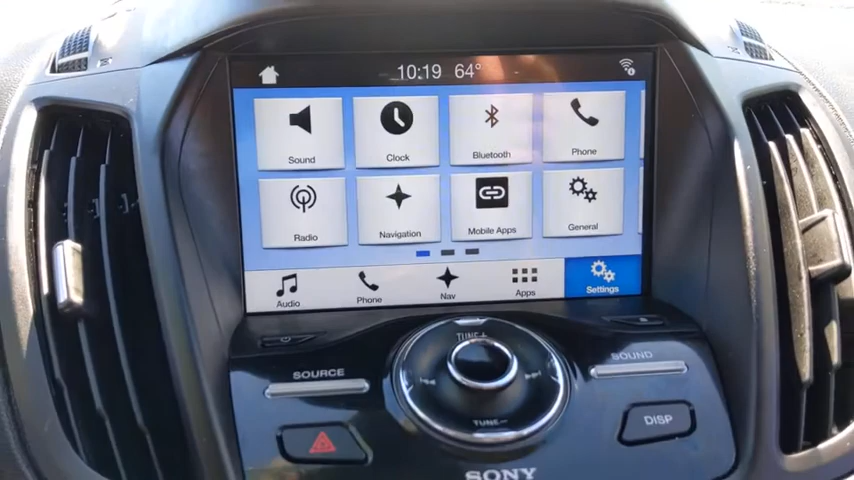 10:19 64°
Sound
Clock
Bluetooth
Phone
Radio
Navigation
Mobile Apps
General
Audio
Phone
Nav
Apps
Settings
TUNE+
SOURCE
SOUND
TUNE-
DISP
SONY